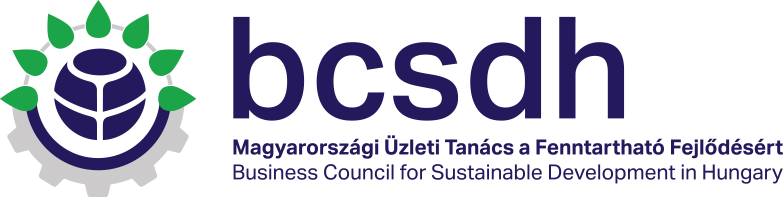 bcsdh
Magyarországi Üzleti Tanács a Fenntartható Fejlődésért
Business Council for Sustainable Development in Hungary